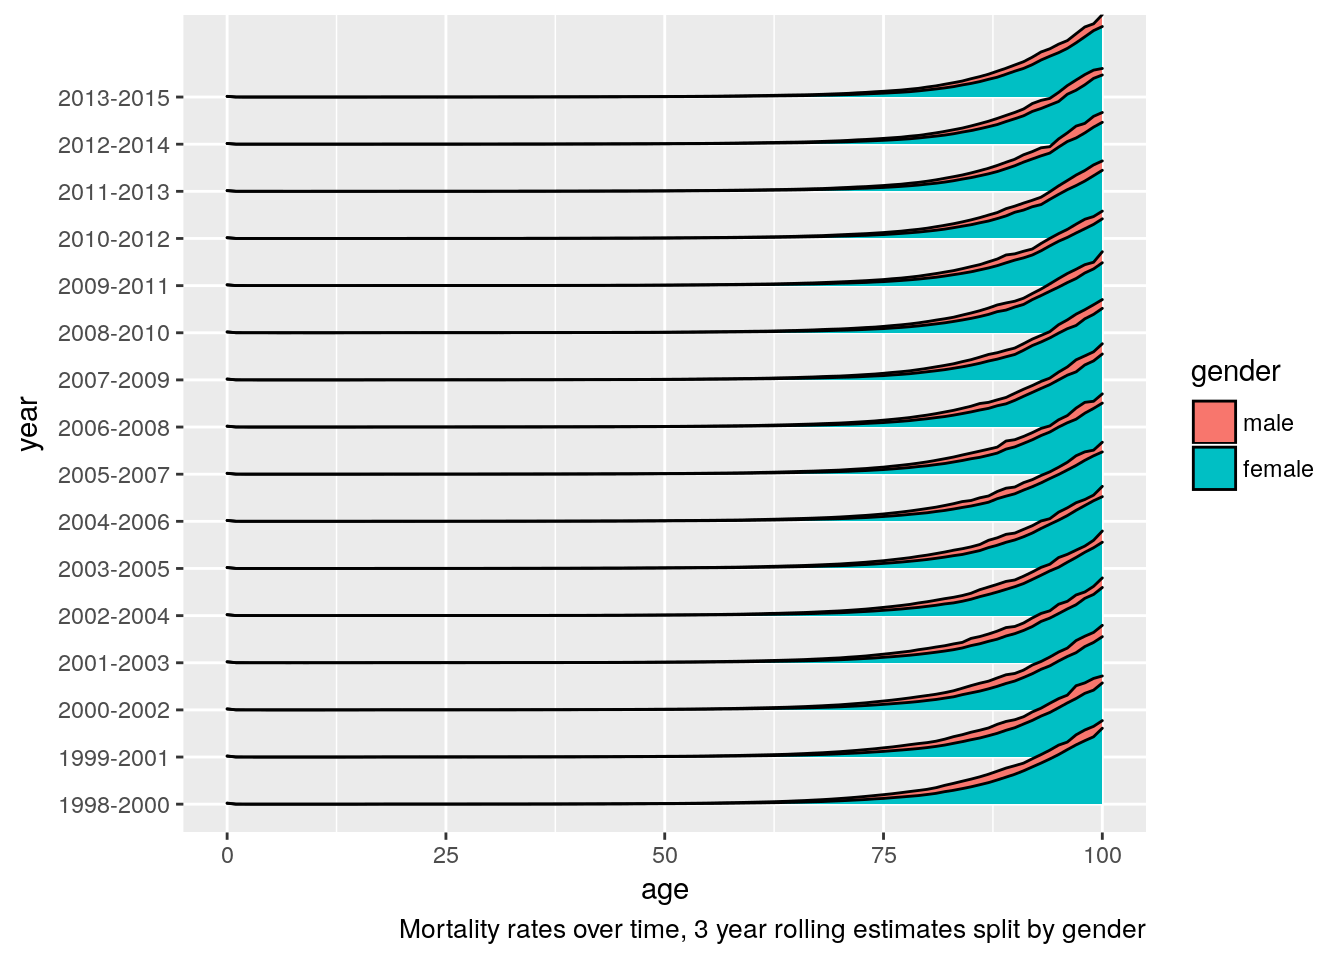 2013-2015
2012-2014
2011-2013
2010-2012
2009-2011
2008-2010
2007-2009
2006-2008
2005-2007
2004-2006
2003-2005
2002-2004
2001-2003
2000-2002
1999-2001
1998-2000
year
0 25 50 75 100
age
Mortality rates over time, 3 year rolling estimates split by gender
gender
male
female